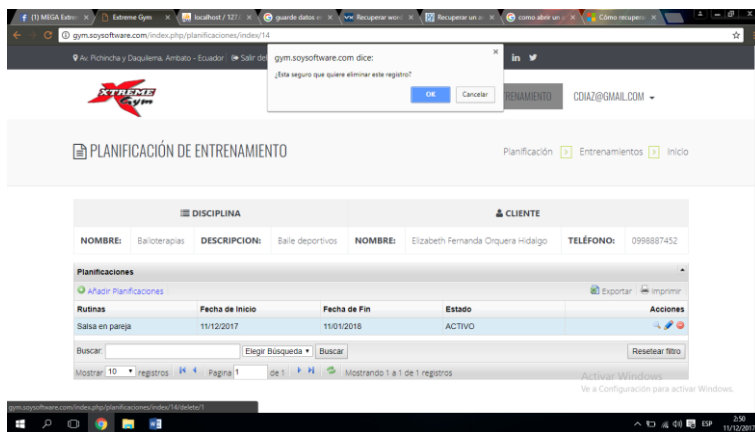 (1) MEGA Estre
Extreme Gym
localhost / 127.
guarde datos e
Recuperar word
Recuperar un a
como abrir un
Cómo recupera
gym.soysoftware.com/index.php/planificaciones/index/14
Av. Pichincha y Daquilema, Ambato - Ecuador
Salir del
gym.soysoftware.com dice:
¿Esta seguro que quiere eliminar este registro?
OK
Cancelar
XTREME
Gym
RENAMIENTO
CDIAZ@GMAIL.COM
PLANIFICACIÓN DE ENTRENAMIENTO
Planificación
Entrenamientos
Inicio
DISCIPLINA
CLIENTE
NOMBRE:
Bailoterapias
DESCRIPCION:
Baile deportivos
NOMBRE:
Elizabeth Fernanda Orquera Hidalgo
TELÉFONO:
0998887452
Planificaciones
Añadir Planificaciones
Exportar
Imprimir
Rutinas
Fecha de Inicio
Fecha de Fin
Estado
Acciones
Salsa en pareja
11/12/2017
11/01/2018
ACTIVO
Buscar:
Elegir Búsqueda
Buscar
Resetear filtro
Mostrar 10 registros
Pagina 1 de 1
Mostrando 1 a 1 de 1 registros
Activar Windows
Ve a Configuración para activar Windows.
gym.soysoftware.com/index.php/planificaciones/index/14/delete/1
ESP
2:50
11/12/2017